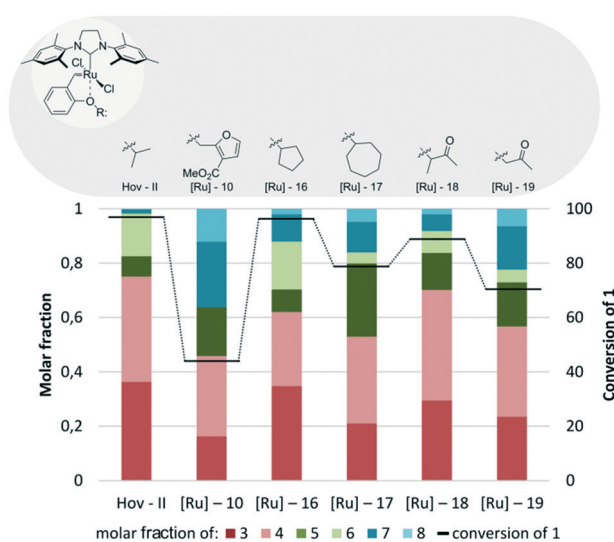 N N
Cl
Ru
Cl
O
R:
O
MeO₂C
O
O
Hov - II [Ru] - 10 [Ru] - 16 [Ru] - 17 [Ru] - 18 [Ru] - 19
1 100
0,8 80
0,6 60
0,4 40
0,2 20
0 0
Molar fraction
Conversion of 1
Hov - II [Ru] – 10 [Ru] – 16 [Ru] – 17 [Ru] – 18 [Ru] – 19
molar fraction of: 3 4 5 6 7 8 conversion of 1